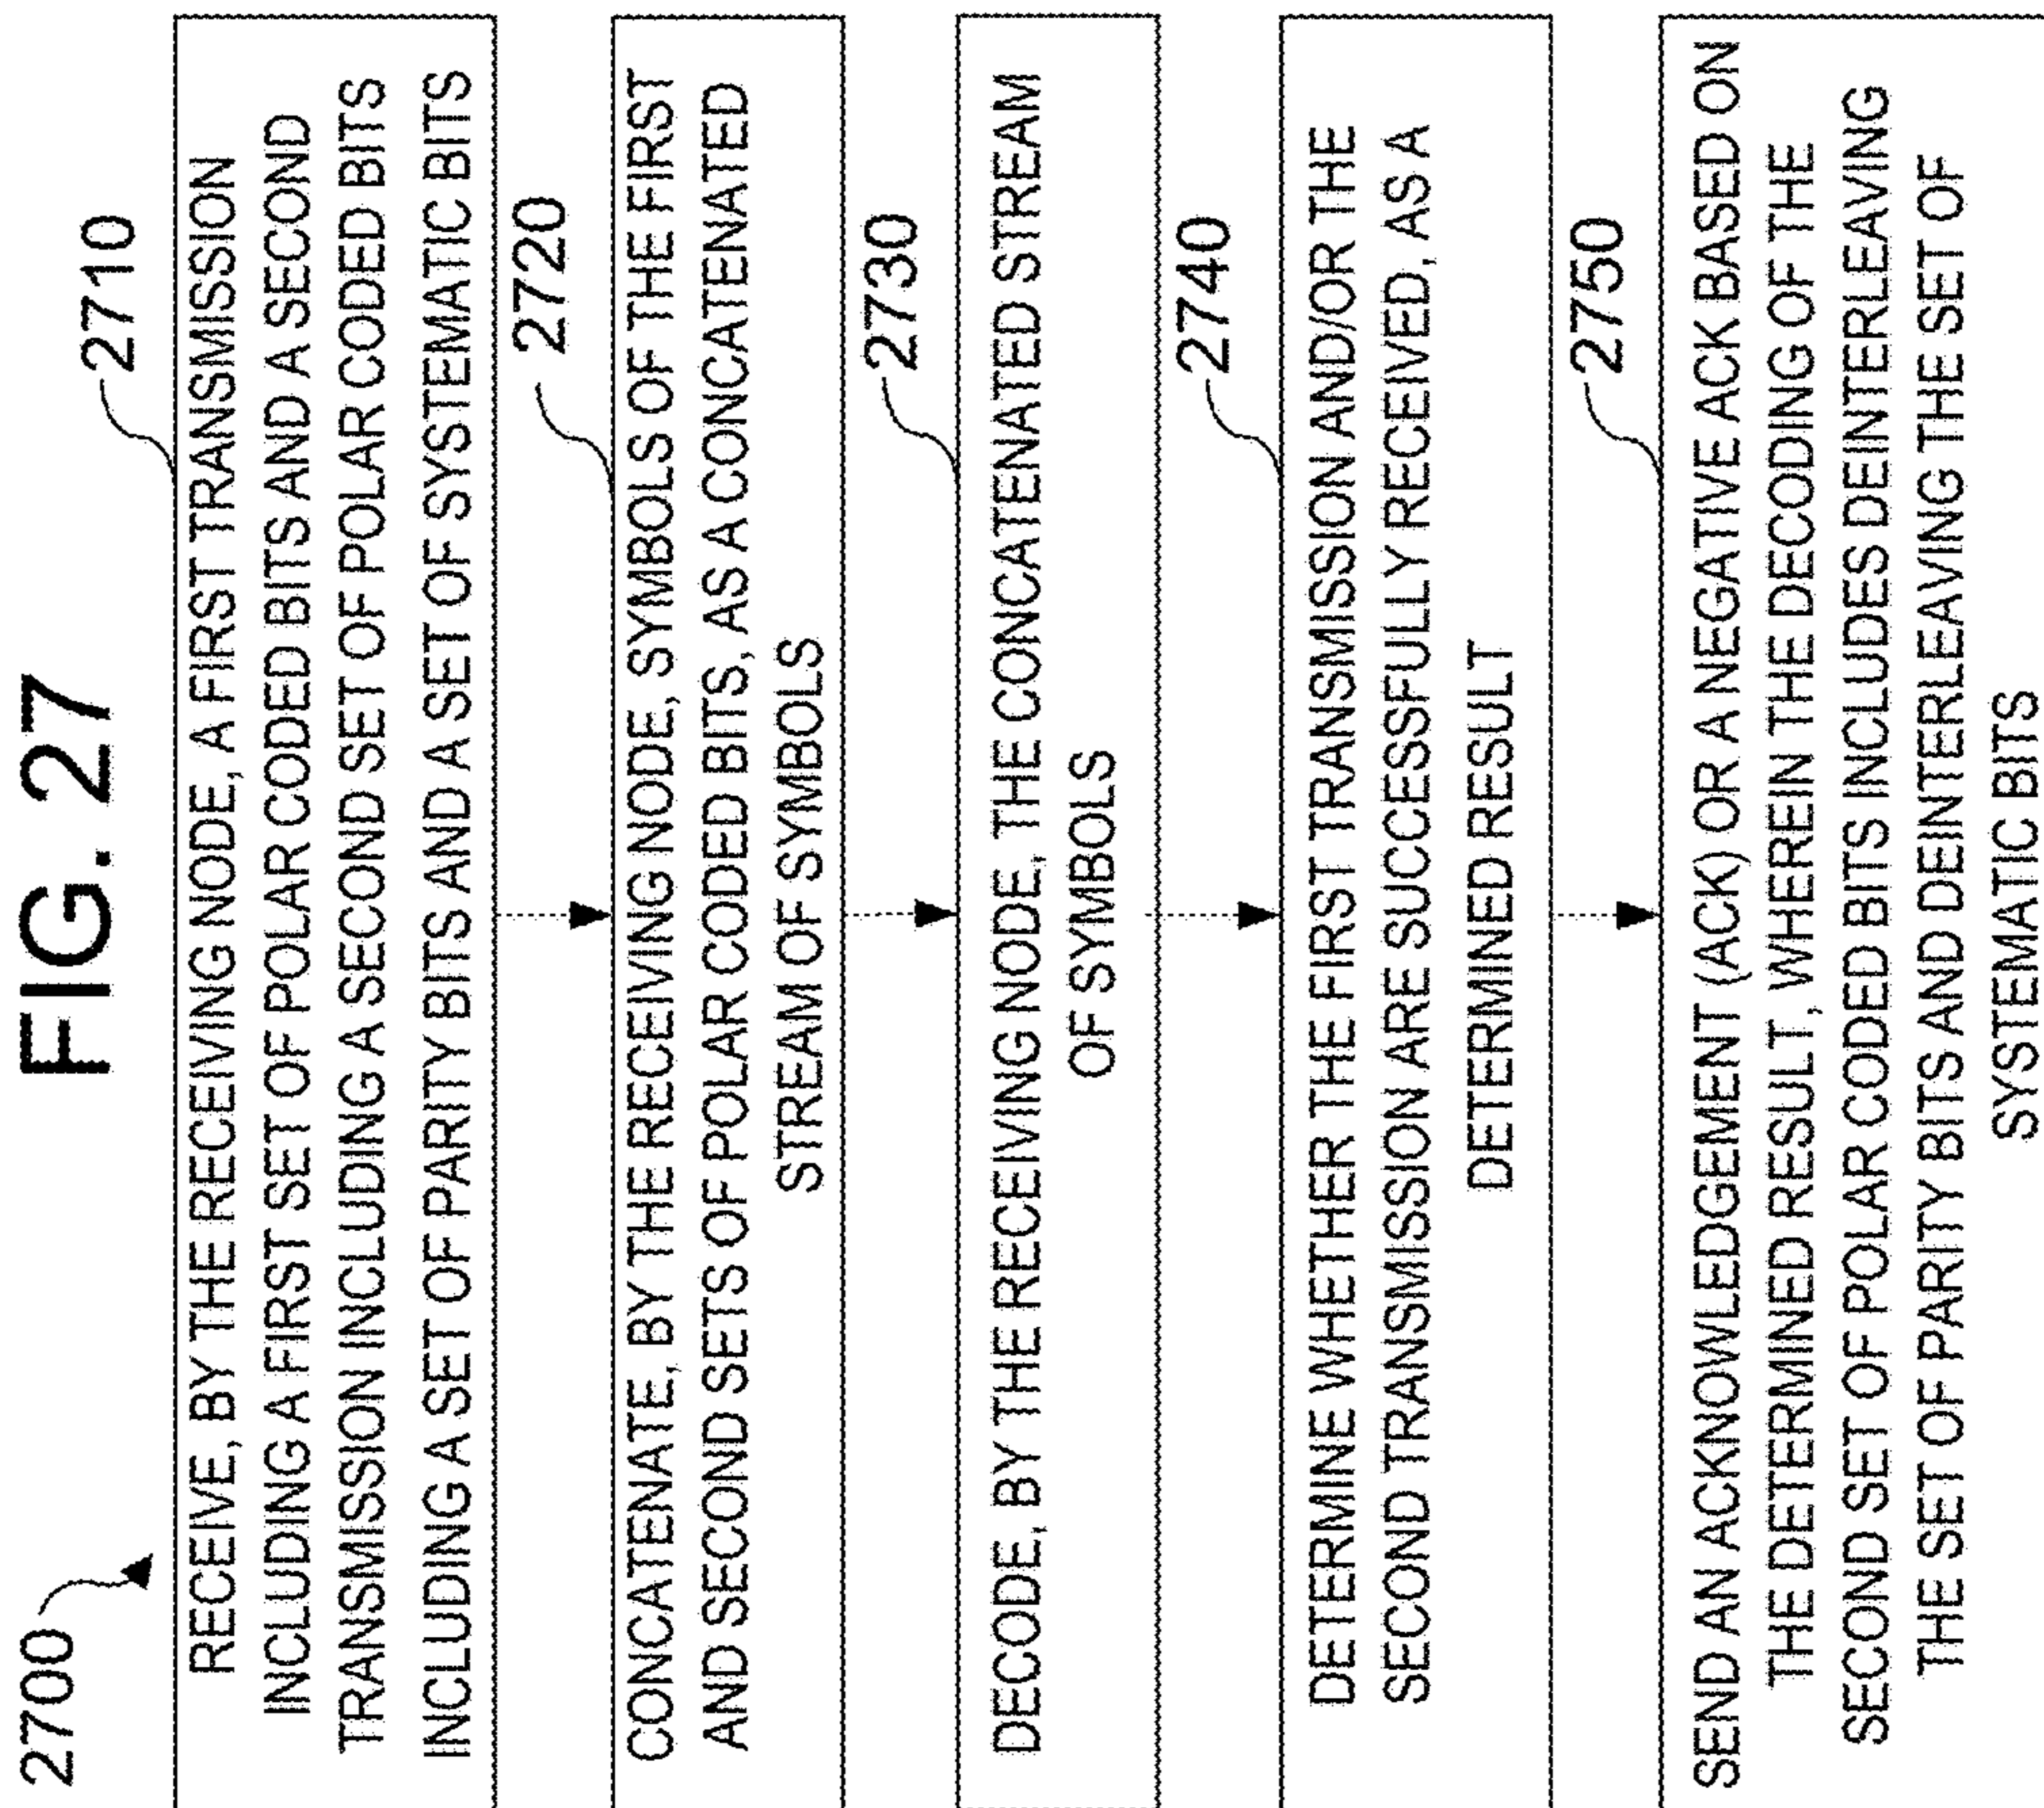 FIG. 27
2700
2710
RECEIVE, BY THE RECEIVING NODE, A FIRST TRANSMISSION
INCLUDING A FIRST SET OF POLAR CODED BITS AND A SECOND
TRANSMISSION INCLUDING A SECOND SET OF POLAR CODED BITS
INCLUDING A SET OF PARITY BITS AND A SET OF SYSTEMATIC BITS
2720
CONCATENATE, BY THE RECEIVING NODE, SYMBOLS OF THE FIRST
AND SECOND SETS OF POLAR CODED BITS, AS A CONCATENATED
STREAM OF SYMBOLS
2730
DECODE, BY THE RECEIVING NODE, THE CONCATENATED STREAM
OF SYMBOLS
2740
DETERMINE WHETHER THE FIRST TRANSMISSION AND/OR THE
SECOND TRANSMISSION ARE SUCCESSFULLY RECEIVED, AS A
DETERMINED RESULT
2750
SEND AN ACKNOWLEDGEMENT (ACK) OR A NEGATIVE ACK BASED ON
THE DETERMINED RESULT, WHEREIN THE DECODING OF THE
SECOND SET OF POLAR CODED BITS INCLUDES DEINTERLEAVING
THE SET OF PARITY BITS AND DEINTERLEAVING THE SET OF
SYSTEMATIC BITS